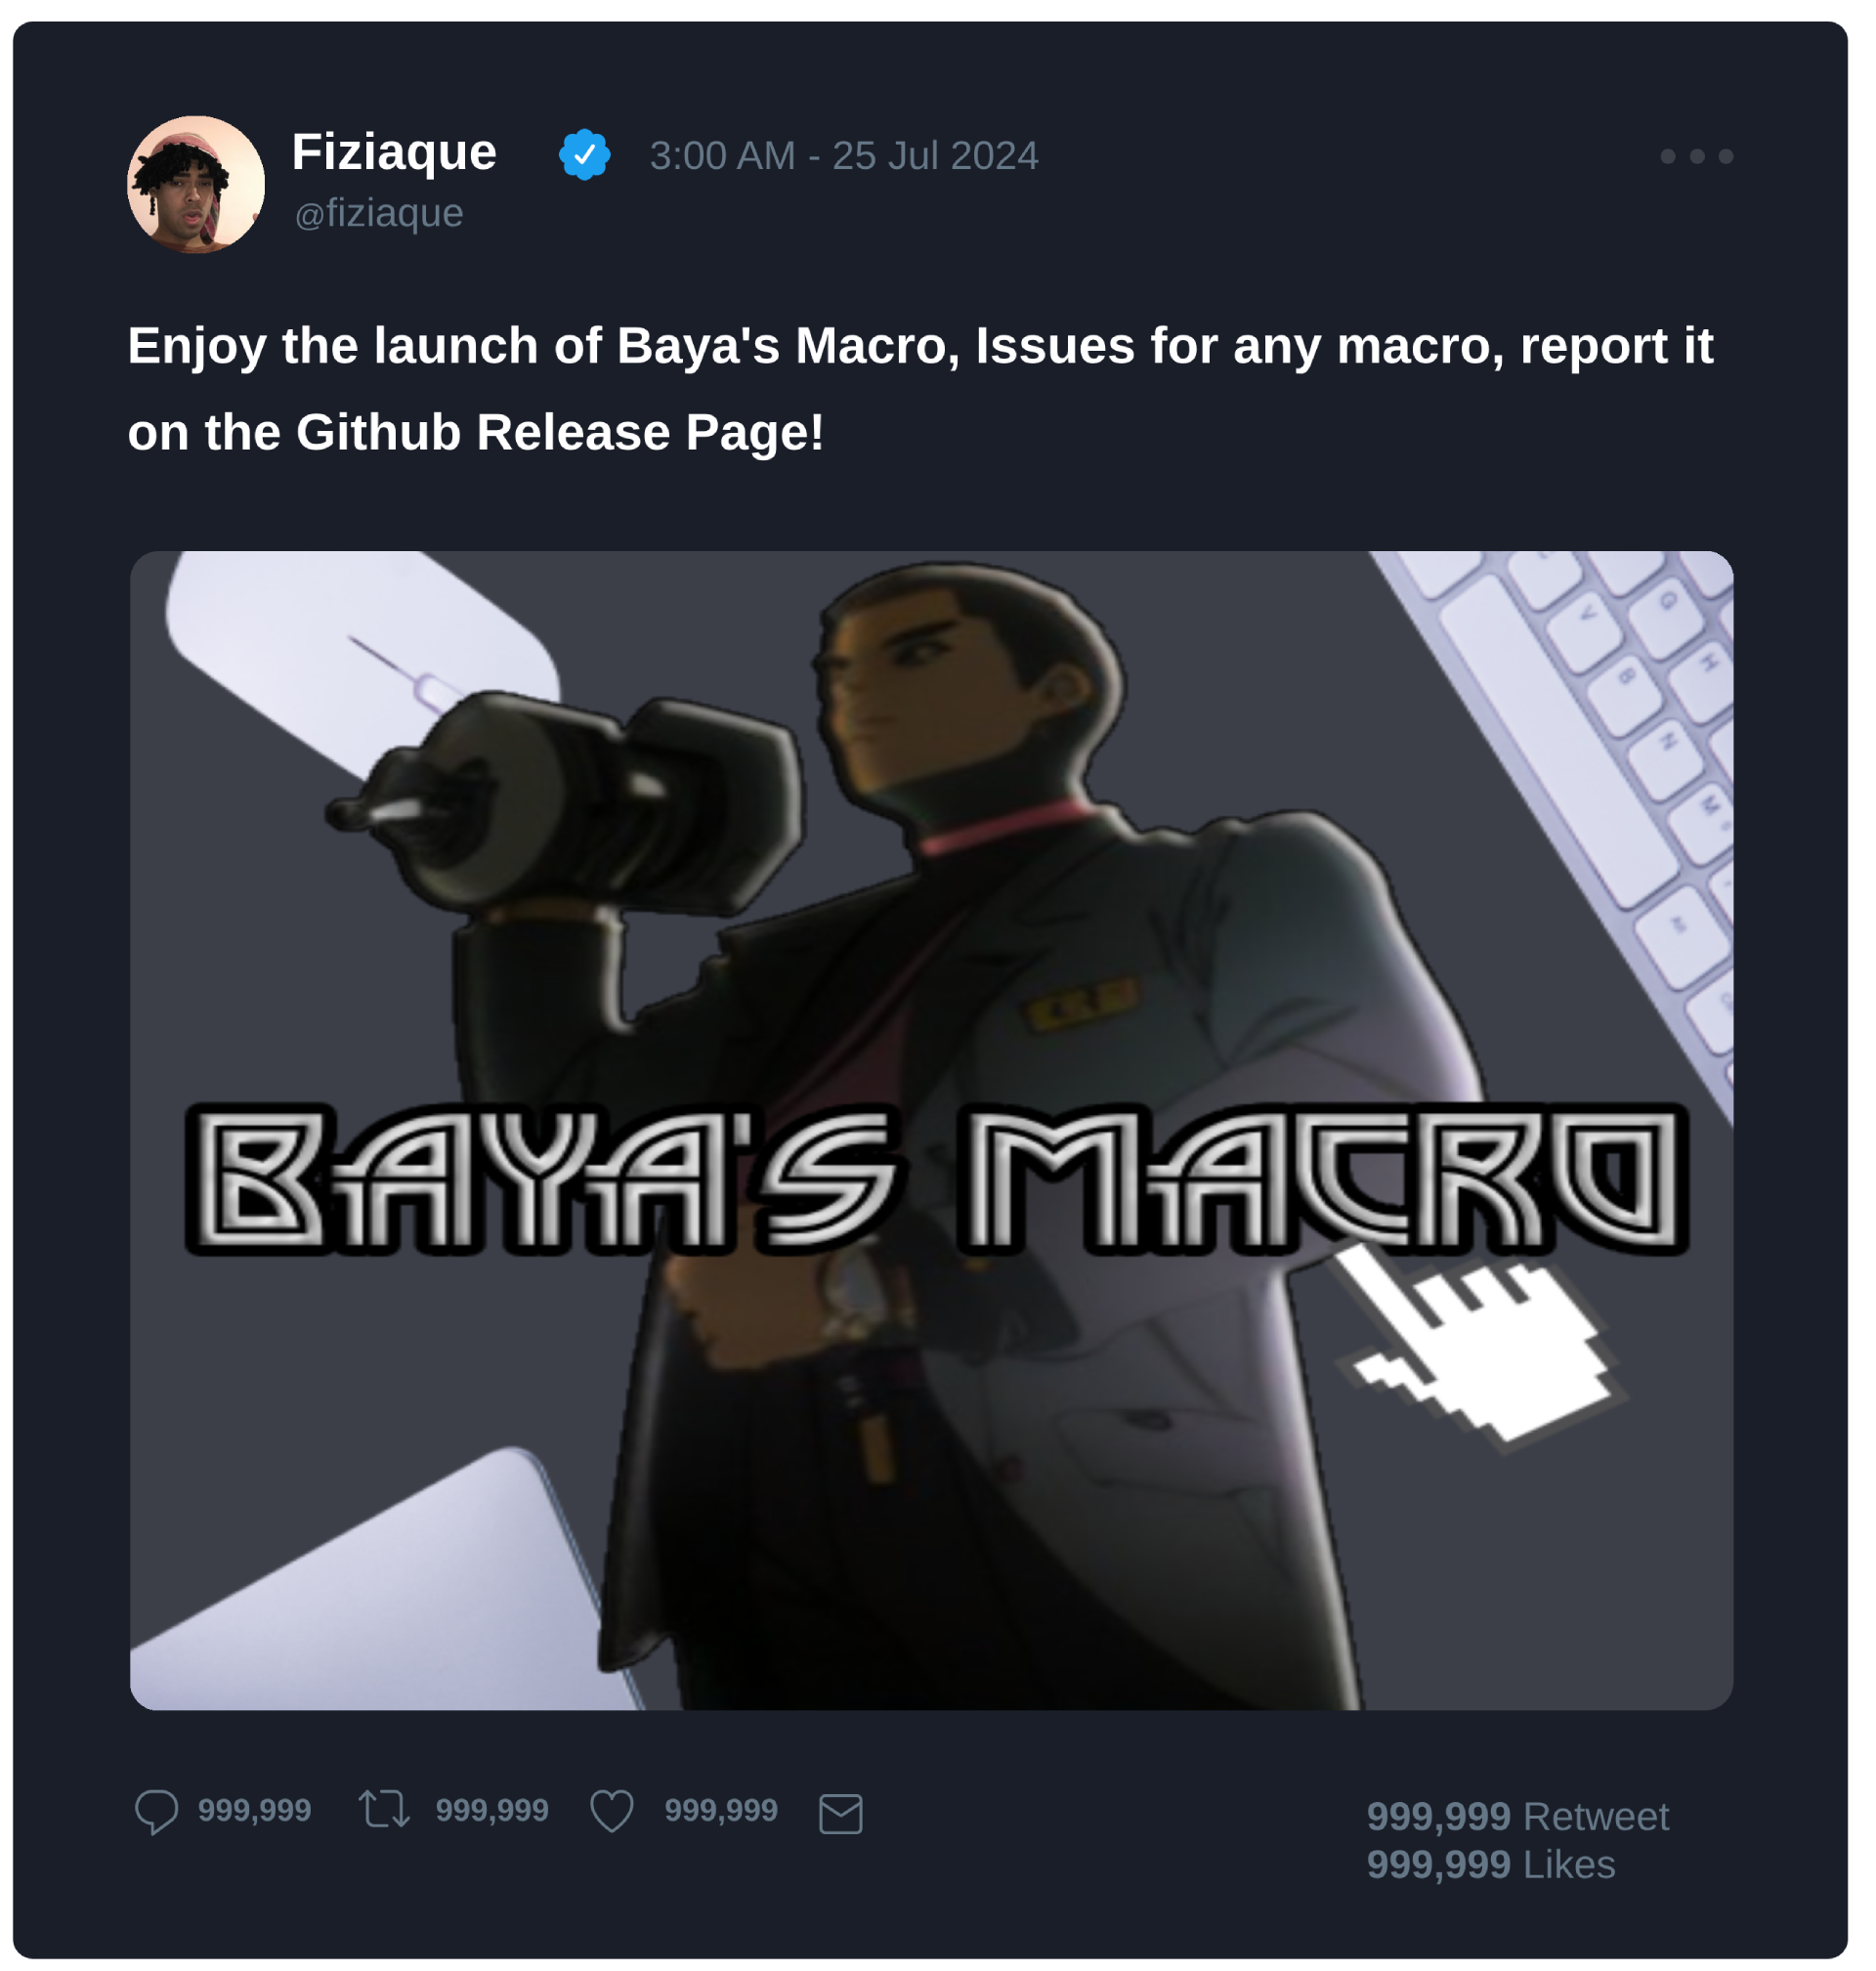 Fiziaque 3:00 AM - 25 Jul 2024
@fiziaque
Enjoy the launch of Baya's Macro, Issues for any macro, report it
on the Github Release Page!
G
V
H
B
N
M
BAYA'S MACRO
999,999 999,999 999,999
999,999 Retweet
999,999 Likes